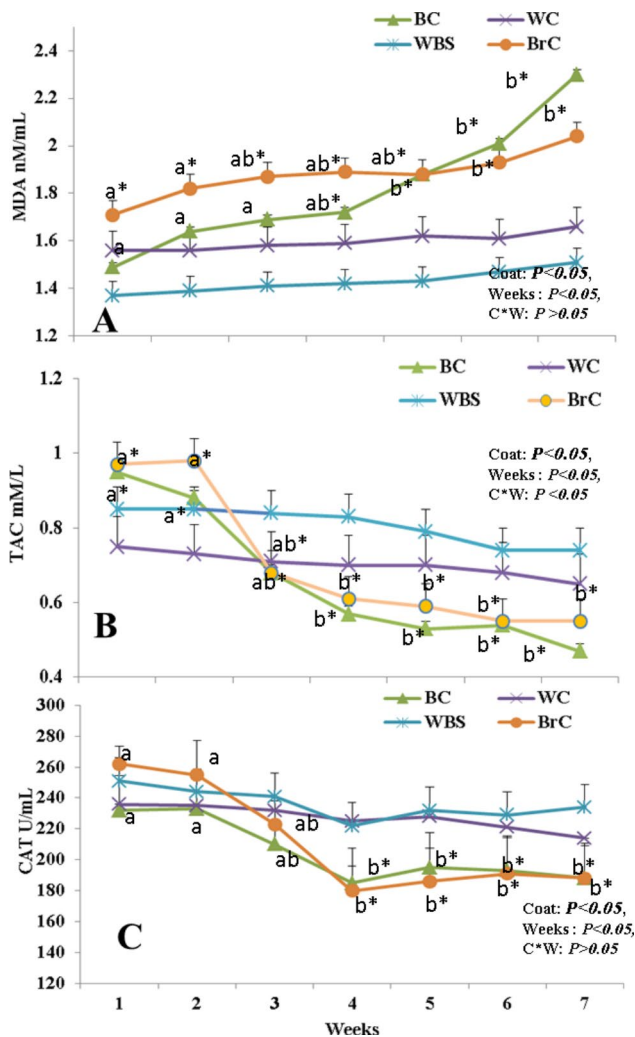 BC WC
WBS BrC
2.4
2.2
2
1.8
1.6
1.4
1.2
MDA nM/mL
b*
b*
b*
b*
a* a* ab* ab* ab*
b*
b*
a a a ab*
A
Coat: P<0.05,
Weeks : P<0.05,
C*W: P >0.05
BC WC
WBS BrC
1.2
1
0.8
0.6
0.4
TAC mM/L
a* a*
a* a*
ab*
ab* b* b* b* b*
b* b* b* b*
B
Coat: P<0.05,
Weeks : P<0.05,
C*W: P <0.05
BC WC
WBS BrC
300
280
260
240
220
200
180
160
140
120
CAT U/mL
a a
a a ab
ab
b* b* b* b*
b* b* b* b*
C
Coat: P<0.05,
Weeks : P<0.05,
C*W: P>0.05
1 2 3 4 5 6 7
Weeks